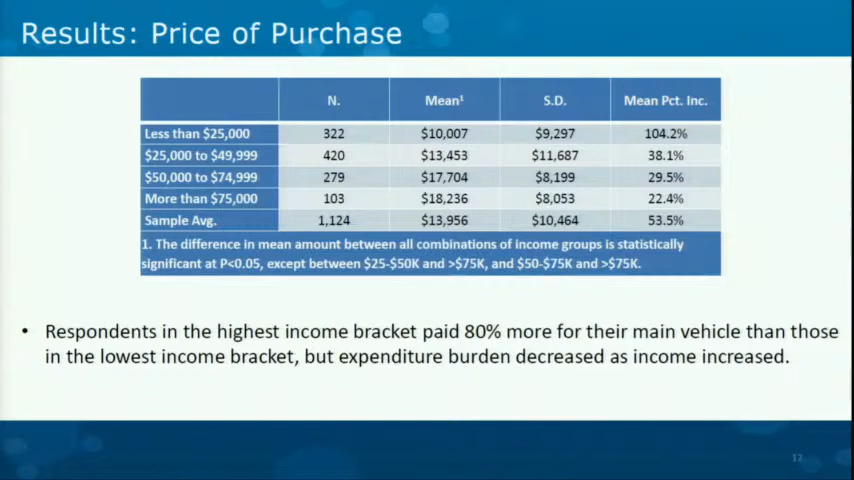 Results: Price of Purchase
N. Mean¹ S.D. Mean Pct. Inc.
Less than $25,000 322 $10,007 $9,297 104.2%
$25,000 to $49,999 420 $13,453 $11,687 38.1%
$50,000 to $74,999 279 $17,704 $8,199 29.5%
More than $75,000 103 $18,236 $8,053 22.4%
Sample Avg. 1,124 $13,956 $10,464 53.5%
1. The difference in mean amount between all combinations of income groups is statistically
significant at P<0.05, except between $25-$50K and >$75K, and $50-$75K and >$75K.
• Respondents in the highest income bracket paid 80% more for their main vehicle than those
in the lowest income bracket, but expenditure burden decreased as income increased.
12